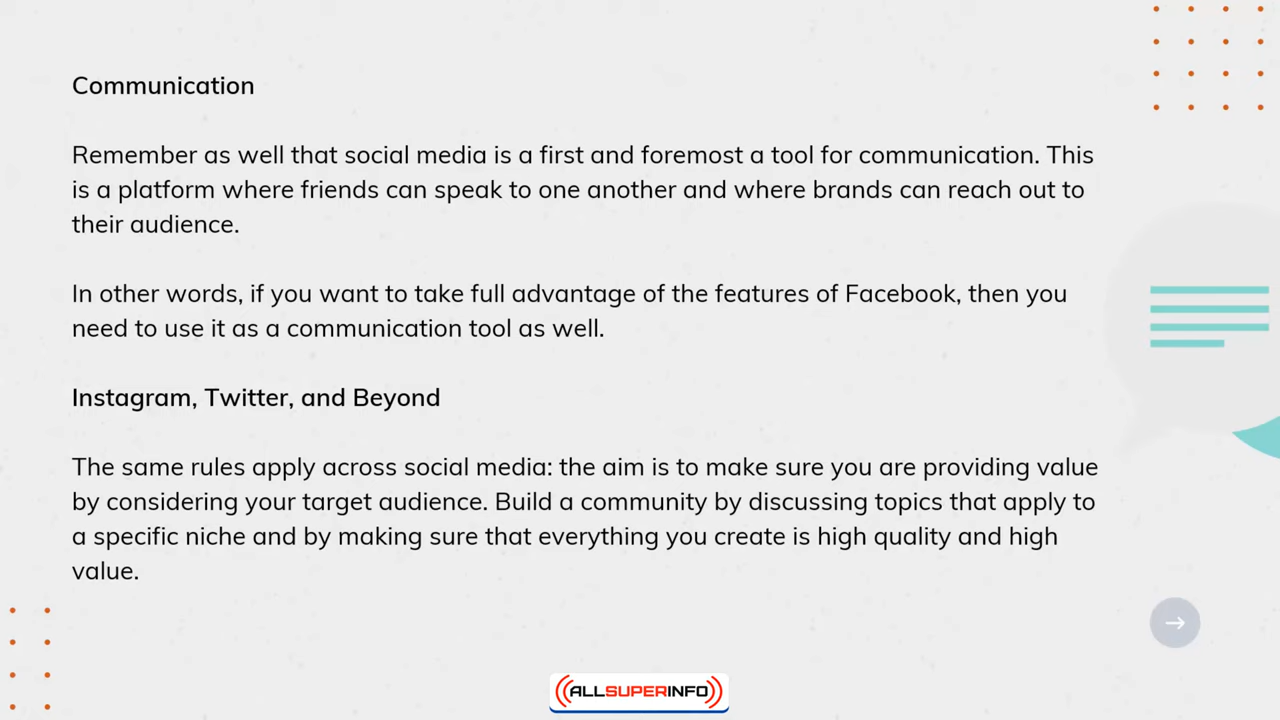 Communication
Remember as well that social media is a first and foremost a tool for communication. This
is a platform where friends can speak to one another and where brands can reach out to
their audience.
In other words, if you want to take full advantage of the features of Facebook, then you
need to use it as a communication tool as well.
Instagram, Twitter, and Beyond
The same rules apply across social media: the aim is to make sure you are providing value
by considering your target audience. Build a community by discussing topics that apply to
a specific niche and by making sure that everything you create is high quality and high
value.
ALLSUPERINFO